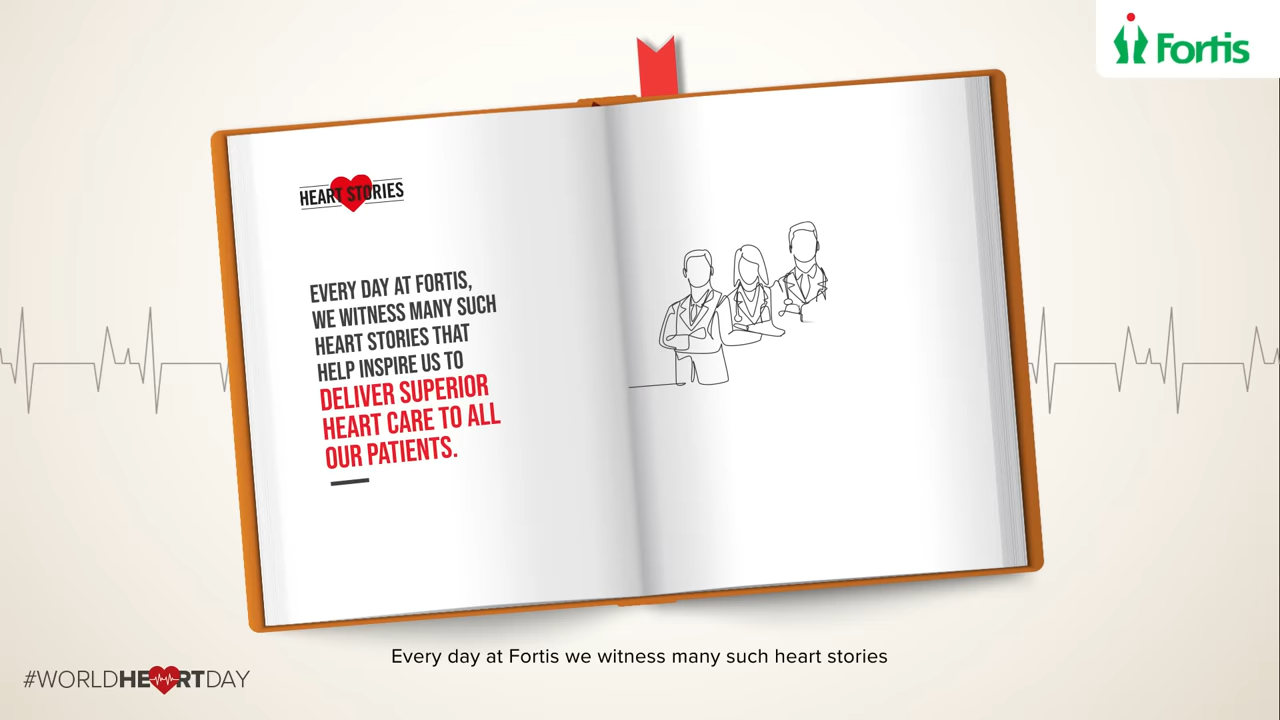 Fortis
HEART STORIES
EVERY DAY AT FORTIS,
WE WITNESS MANY SUCH
HEART STORIES THAT
HELP INSPIRE US TO
DELIVER SUPERIOR
HEART CARE TO ALL
OUR PATIENTS.
Every day at Fortis we witness many such heart stories
#WORLDHEARTDAY